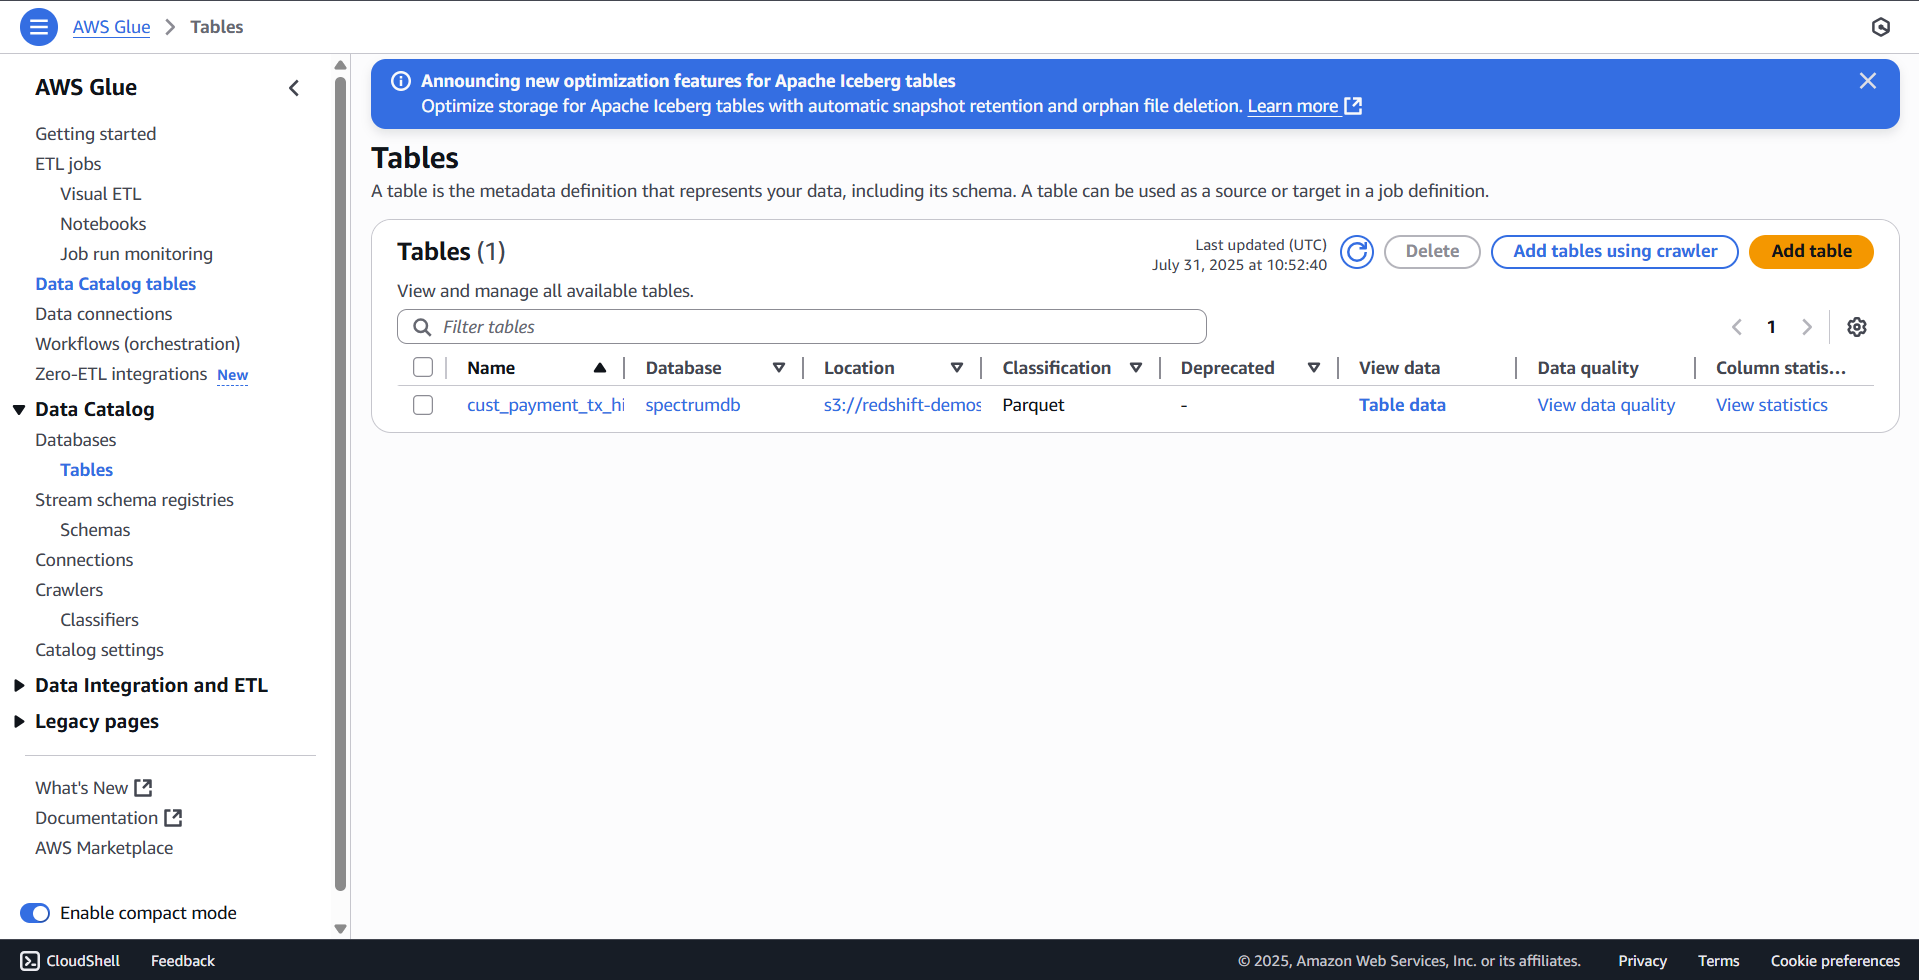 AWS Glue > Tables
AWS Glue
Getting started
ETL jobs
Visual ETL
Notebooks
Job run monitoring
Data Catalog tables
Data connections
Workflows (orchestration)
Zero-ETL integrations New
Data Catalog
Databases
Tables
Stream schema registries
Schemas
Connections
Crawlers
Classifiers
Catalog settings
Data Integration and ETL
Legacy pages
What's New
Documentation
AWS Marketplace
Enable compact mode
Announcing new optimization features for Apache Iceberg tables
Optimize storage for Apache Iceberg tables with automatic snapshot retention and orphan file deletion. Learn more
Tables
A table is the metadata definition that represents your data, including its schema. A table can be used as a source or target in a job definition.
Tables (1)
Last updated (UTC)
July 31, 2025 at 10:52:40
Delete
Add tables using crawler
Add table
View and manage all available tables.
Filter tables
1
Name Database Location Classification Deprecated View data Data quality Column statis...
cust_payment_tx_hi spectrumdb s3://redshift-demos Parquet - Table data View data quality View statistics
CloudShell Feedback © 2025, Amazon Web Services, Inc. or its affiliates. Privacy Terms Cookie preferences